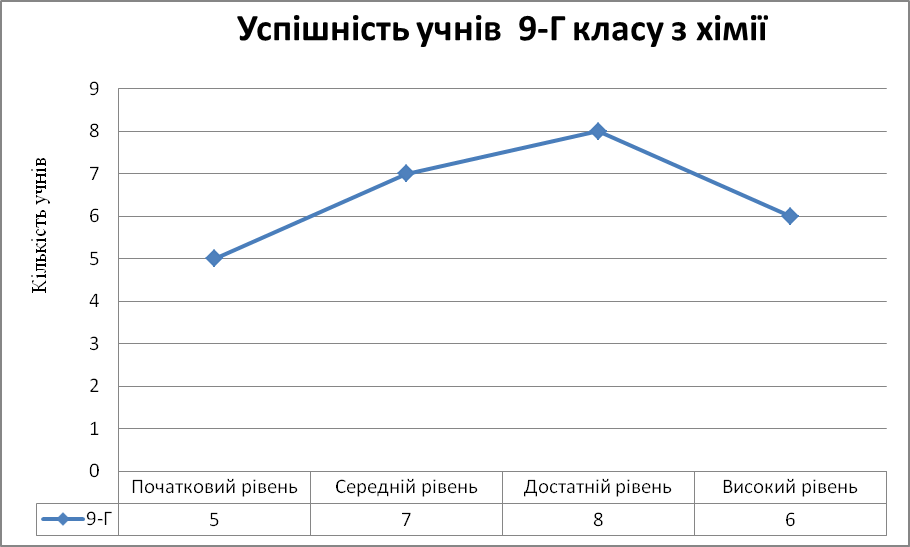 Успішність учнів 9-Г класу з хімії
Кількість учнів
9
8
7
6
5
4
3
2
1
0
Початковий рівень Середній рівень Достатній рівень Високий рівень
9-Г 5 7 8 6